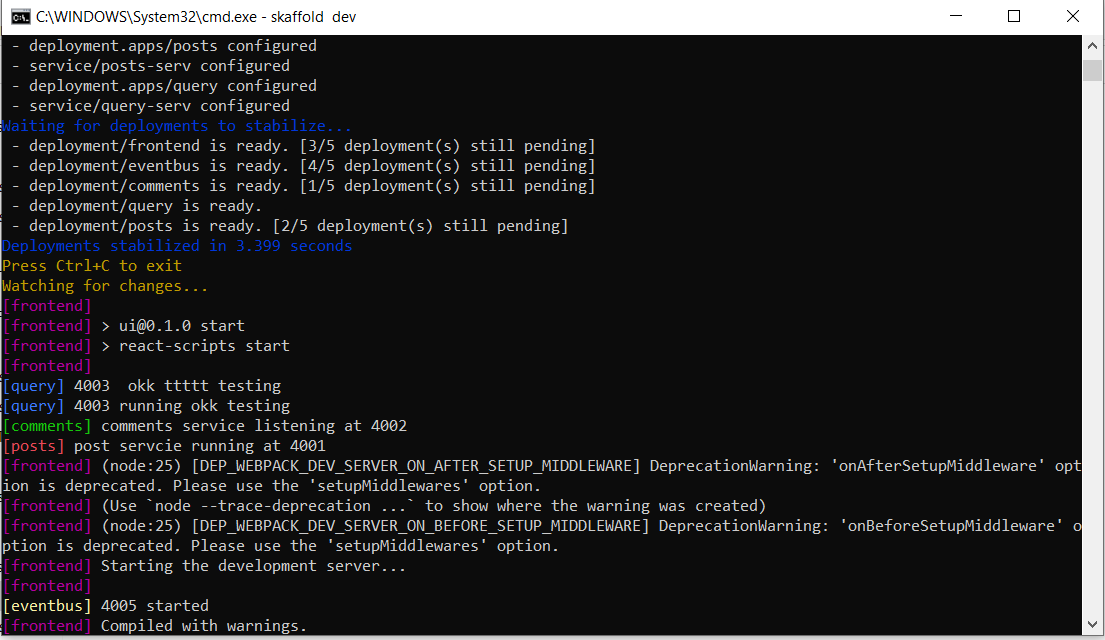 C:\WINDOWS\System32\cmd.exe - skaffold  dev
- deployment.apps/posts configured
- service/posts-serv configured
- deployment.apps/query configured
- service/query-serv configured
Waiting for deployments to stabilize...
- deployment/frontend is ready. [3/5 deployment(s) still pending]
- deployment/eventbus is ready. [4/5 deployment(s) still pending]
- deployment/comments is ready. [1/5 deployment(s) still pending]
- deployment/query is ready.
- deployment/posts is ready. [2/5 deployment(s) still pending]
Deployments stabilized in 3.399 seconds
Press Ctrl+C to exit
Watching for changes...
[frontend]
[frontend] > ui@0.1.0 start
[frontend] > react-scripts start
[frontend]
[query] 4003  okk ttttt testing
[query] 4003 running okk testing
[comments] comments service listening at 4002
[posts] post servcie running at 4001
[frontend] (node:25) [DEP_WEBPACK_DEV_SERVER_ON_AFTER_SETUP_MIDDLEWARE] DeprecationWarning: 'onAfterSetupMiddleware' opt
ion is deprecated. Please use the 'setupMiddlewares' option.
[frontend] (Use `node --trace-deprecation ...` to show where the warning was created)
[frontend] (node:25) [DEP_WEBPACK_DEV_SERVER_ON_BEFORE_SETUP_MIDDLEWARE] DeprecationWarning: 'onBeforeSetupMiddleware' o
ption is deprecated. Please use the 'setupMiddlewares' option.
[frontend] Starting the development server...
[frontend]
[eventbus] 4005 started
[frontend] Compiled with warnings.